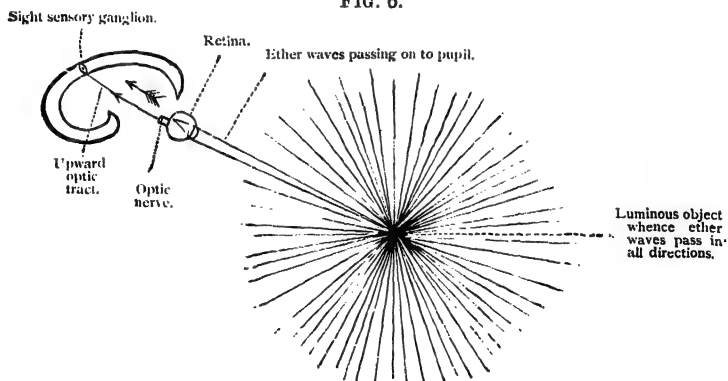 FIG. 6.
Sight sensory ganglion.
Retina.
Ether waves passing on to pupil.
Upward
optic
tract.
Optic
nerve.
Luminous object
whence ether
waves pass in
all directions.